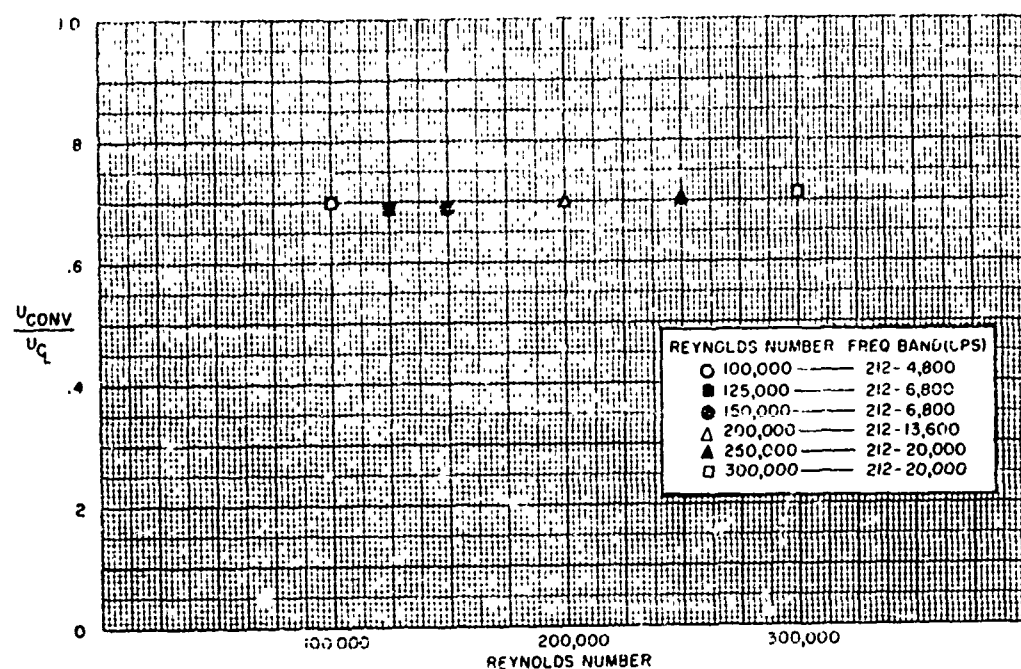 1.0
.8
.6
U CONV
U ℄
.4
.2
0
100,000
200,000
300,000
REYNOLDS NUMBER
REYNOLDS NUMBER FREQ BAND(CPS)
○ 100,000 —— 212-4,800
■ 125,000 —— 212-6,800
● 150,000 —— 212-6,800
△ 200,000 —— 212-13,600
▲ 250,000 —— 212-20,000
□ 300,000 —— 212-20,000